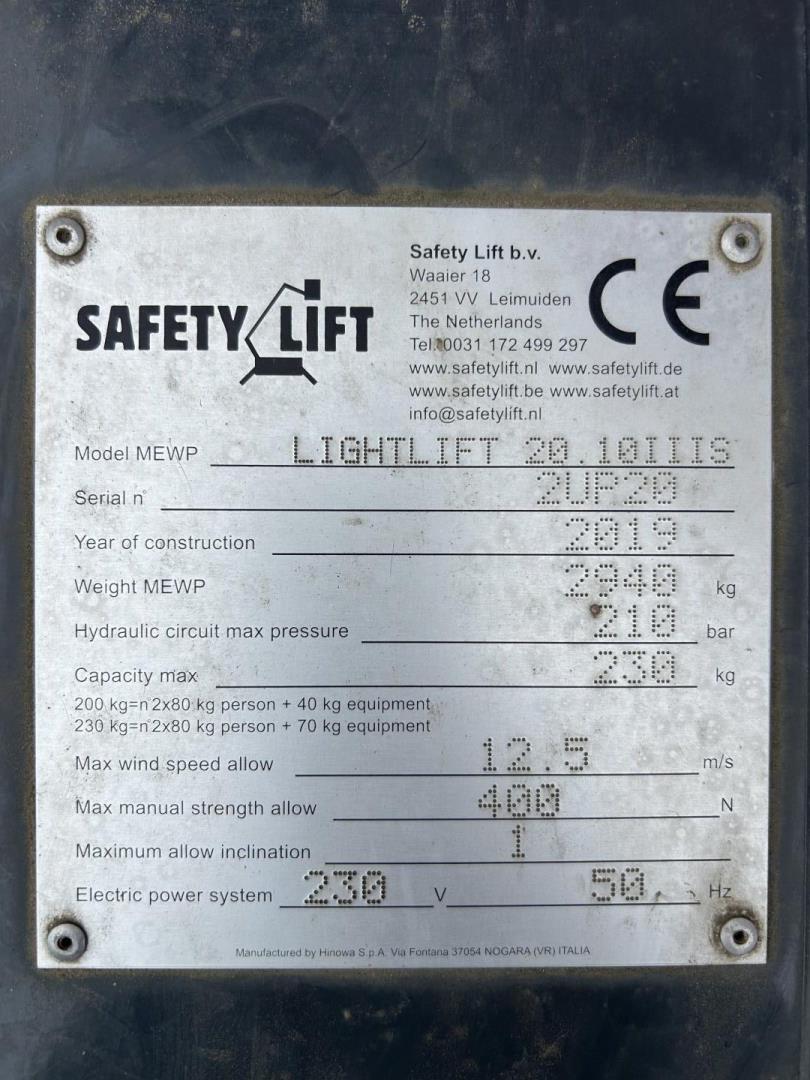 SAFETY LIFT
Safety Lift b.v.
Waaier 18
2451 VV Leimuiden
The Netherlands
Tel. 0031 172 499 297
www.safetylift.nl www.safetylift.de
www.safetylift.be www.safetylift.at
info@safetylift.nl
CE
Model MEWP LIGHTLIFT 20.10IIIS
Serial n° 2UP20
Year of construction 2019
Weight MEWP 2940 kg
Hydraulic circuit max pressure 210 bar
Capacity max 230 kg
200 kg=n°2x80 kg person + 40 kg equipment
230 kg=n°2x80 kg person + 70 kg equipment
Max wind speed allow 12.5 m/s
Max manual strength allow 400 N
Maximum allow inclination 1
Electric power system 230 V 50 Hz
Manufactured by Hinowa S.p.A. Via Fontana 37054 NOGARA (VR) ITALIA